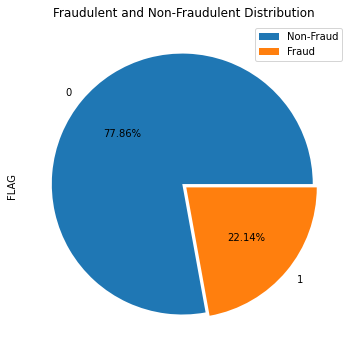 Fraudulent and Non-Fraudulent Distribution
Non-Fraud
Fraud
0
77.86%
FLAG
22.14%
1